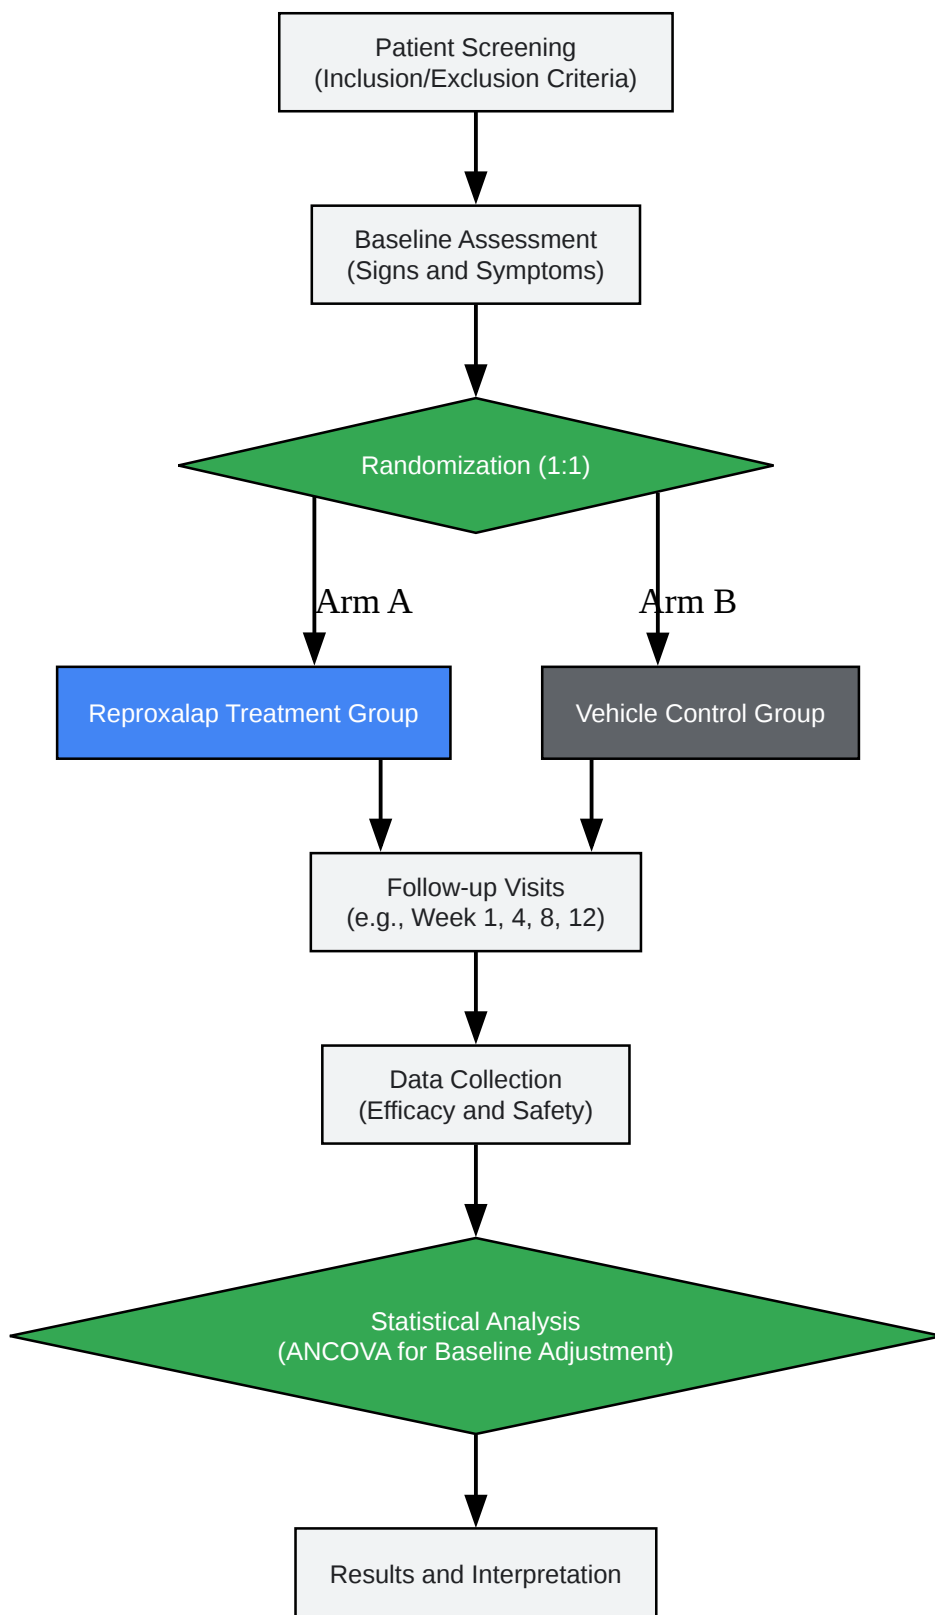 Patient Screening
(Inclusion/Exclusion Criteria)
Baseline Assessment
(Signs and Symptoms)
Randomization (1:1)
Arm A
Arm B
Reproxalap Treatment Group
Vehicle Control Group
Follow-up Visits
(e.g., Week 1, 4, 8, 12)
Data Collection
(Efficacy and Safety)
Statistical Analysis
(ANCOVA for Baseline Adjustment)
Results and Interpretation